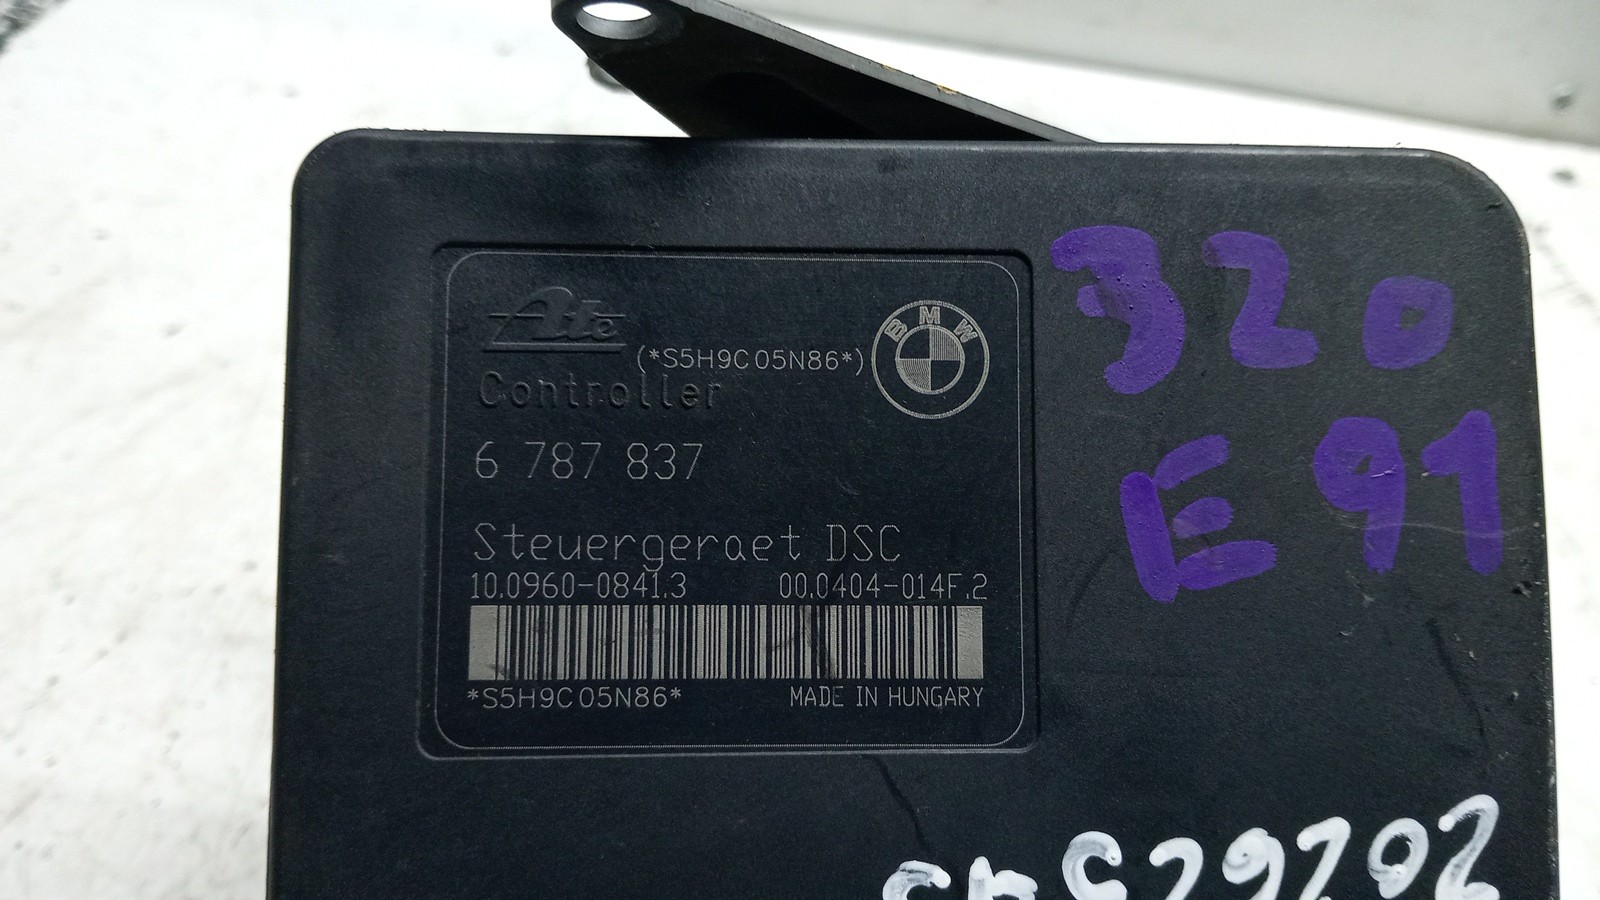 Ate
(*S5H9C05N86*)
BMW
Controller
6 787 837
Steuergeraet DSC
10.0960-0841.3 00.0404-014F.2
*S5H9C05N86* MADE IN HUNGARY
320
E91